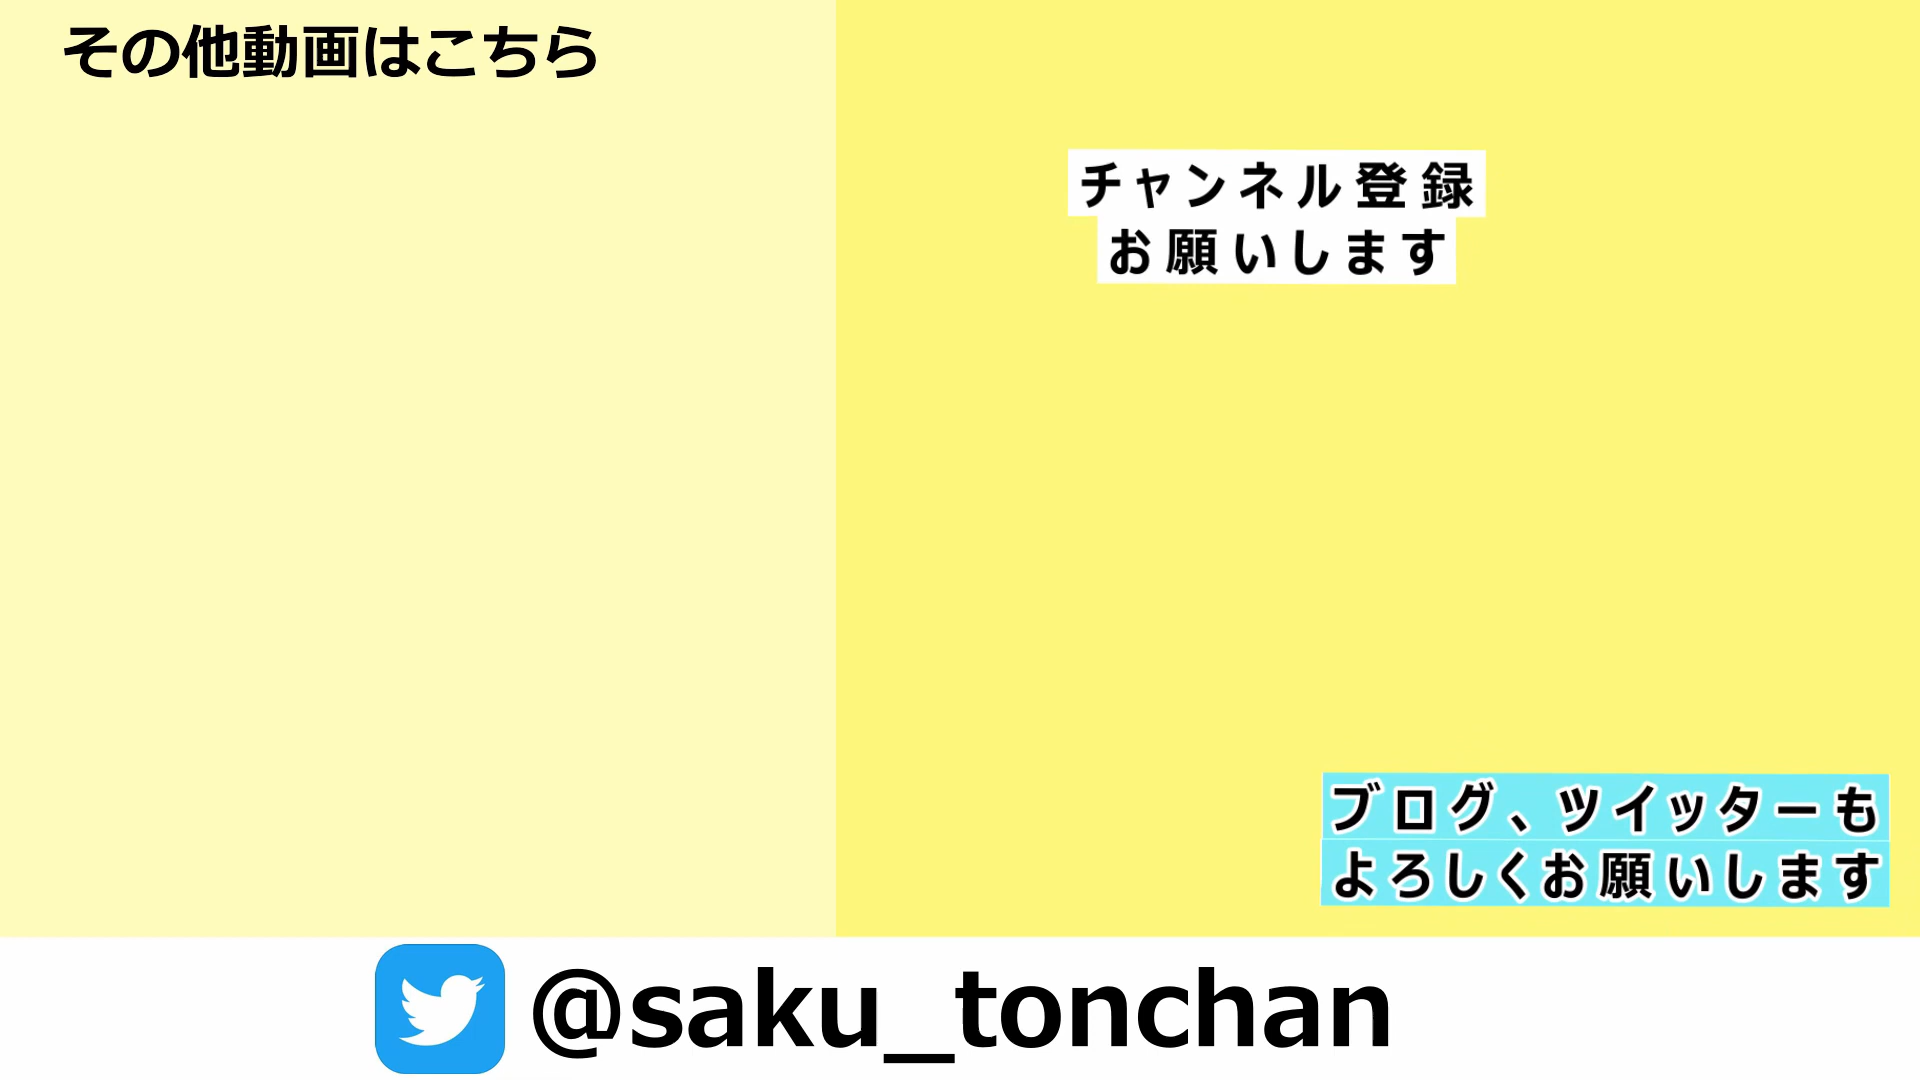 その他動画はこちら
チャンネル登録
お願いします
ブログ、ツイッターも
よろしくお願いします
@saku_tonchan